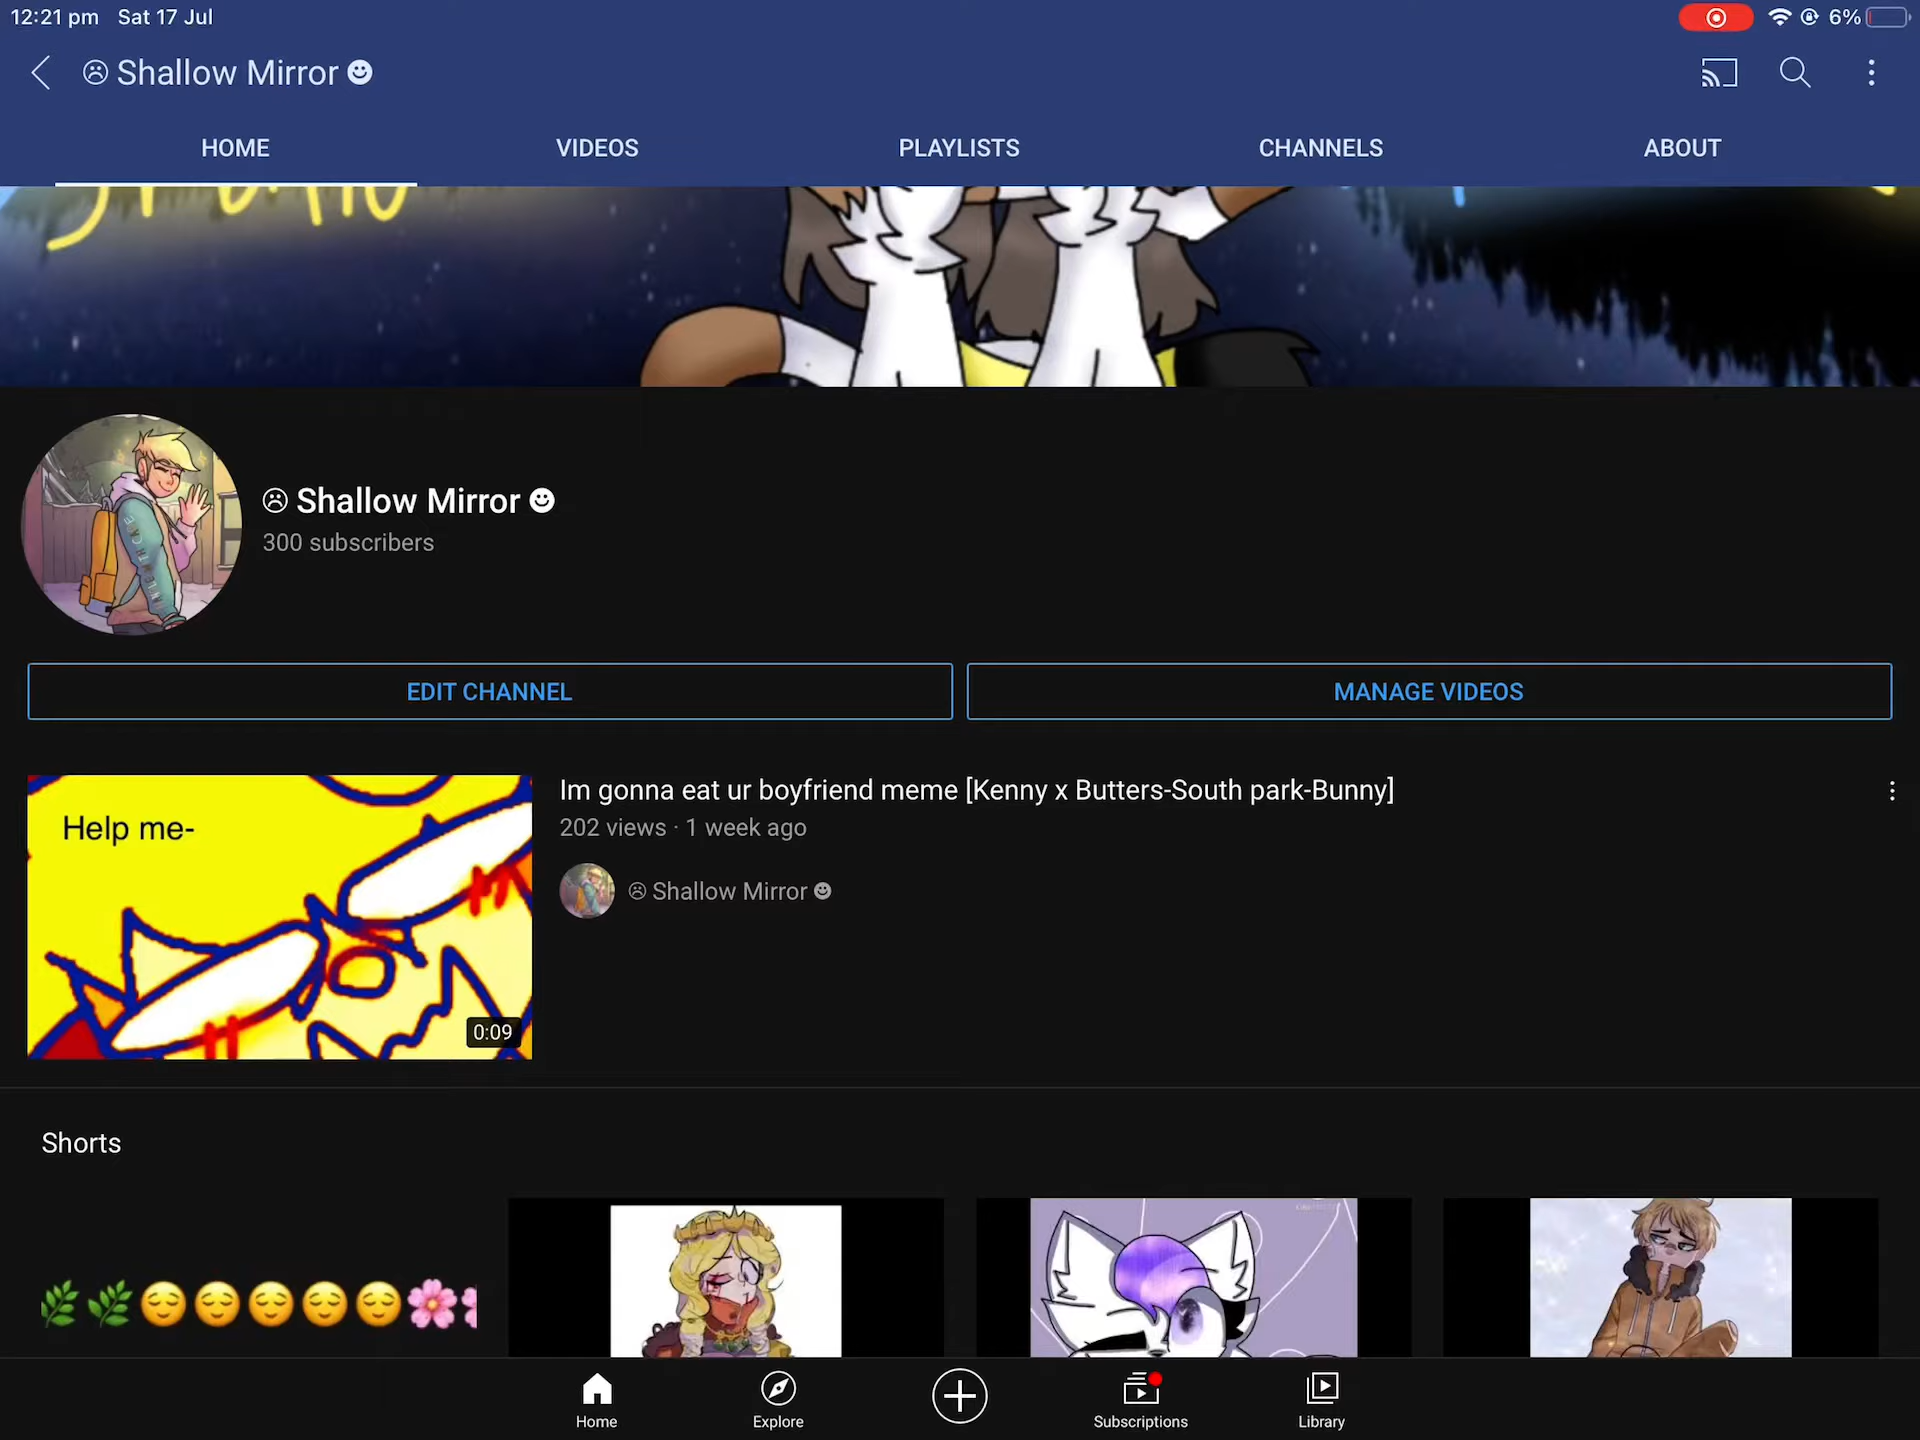 12:21 pm Sat 17 Jul 6%
☹ Shallow Mirror ☻
HOME VIDEOS PLAYLISTS CHANNELS ABOUT
☹ Shallow Mirror ☻
300 subscribers
EDIT CHANNEL MANAGE VIDEOS
Help me-
0:09
Im gonna eat ur boyfriend meme [Kenny x Butters-South park-Bunny]
202 views · 1 week ago
☹ Shallow Mirror ☻
Shorts
🌿🌿😌😌😌😌😌🌸
Home Explore Subscriptions Library